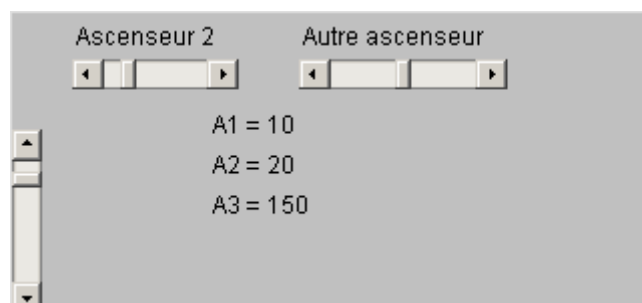 Ascenseur 2 Autre ascenseur
A1 = 10
A2 = 20
A3 = 150